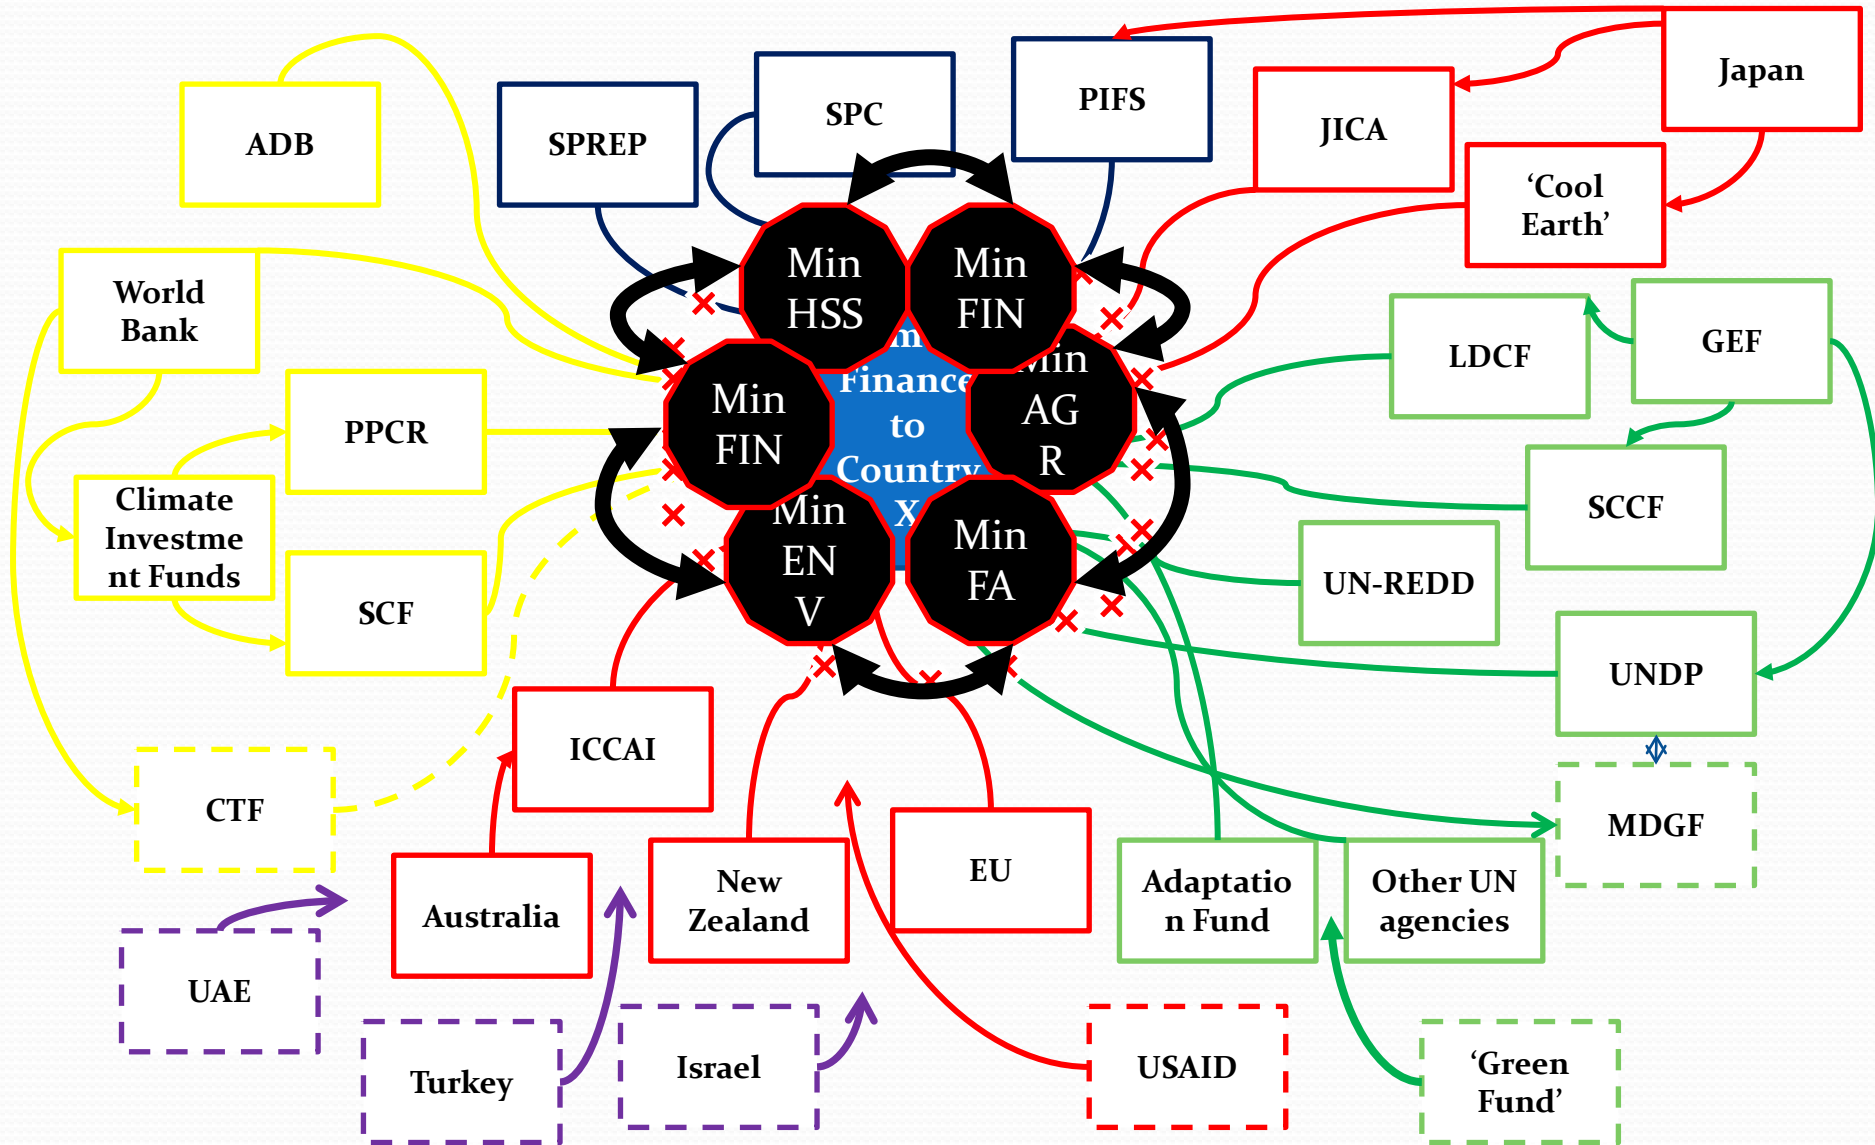 Japan
PIFS
SPC
JICA
ADB
SPREP
‘Cool
Earth’
World
Bank
Min
HSS
Min
FIN
LDCF
GEF
m
Finance
to
Country
X
Min
FIN
Min
AG
R
PPCR
Climate
Investme
nt Funds
SCCF
Min
EN
V
Min
FA
UN-REDD
SCF
UNDP
ICCAI
CTF
MDGF
EU
New
Zealand
Australia
Adaptatio
n Fund
Other UN
agencies
UAE
Turkey
Israel
USAID
‘Green
Fund’